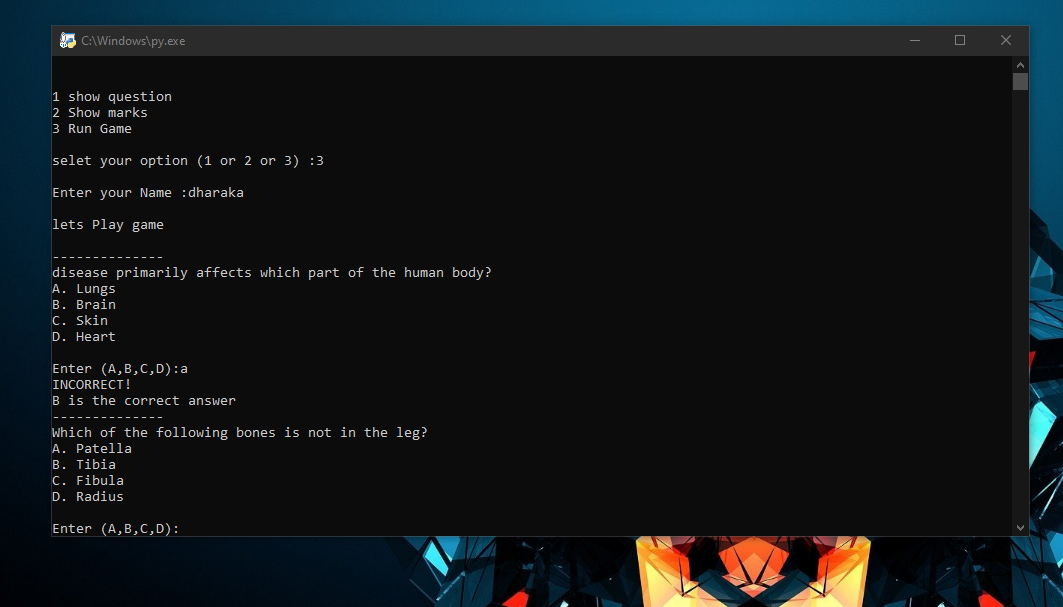 C:\Windows\py.exe
1 show question
2 Show marks
3 Run Game
selet your option (1 or 2 or 3) :3
Enter your Name :dharaka
lets Play game
--------------
disease primarily affects which part of the human body?
A. Lungs
B. Brain
C. Skin
D. Heart
Enter (A,B,C,D):a
INCORRECT!
B is the correct answer
--------------
Which of the following bones is not in the leg?
A. Patella
B. Tibia
C. Fibula
D. Radius
Enter (A,B,C,D):